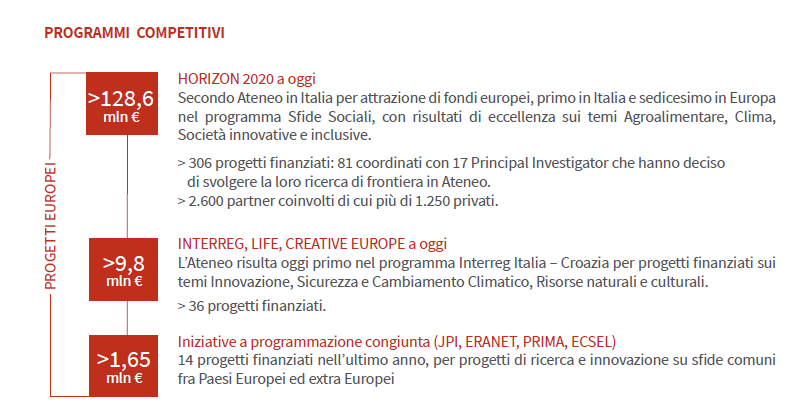 PROGRAMMI COMPETITIVI
PROGETTI EUROPEI
>128,6
mln €
HORIZON 2020 a oggi
Secondo Ateneo in Italia per attrazione di fondi europei, primo in Italia e sedicesimo in Europa
nel programma Sfide Sociali, con risultati di eccellenza sui temi Agroalimentare, Clima,
Società innovative e inclusive.
> 306 progetti finanziati: 81 coordinati con 17 Principal Investigator che hanno deciso
di svolgere la loro ricerca di frontiera in Ateneo.
> 2.600 partner coinvolti di cui più di 1.250 privati.
>9,8
mln €
INTERREG, LIFE, CREATIVE EUROPE a oggi
L’Ateneo risulta oggi primo nel programma Interreg Italia – Croazia per progetti finanziati sui
temi Innovazione, Sicurezza e Cambiamento Climatico, Risorse naturali e culturali.
> 36 progetti finanziati.
>1,65
mln €
Iniziative a programmazione congiunta (JPI, ERANET, PRIMA, ECSEL)
14 progetti finanziati nell’ultimo anno, per progetti di ricerca e innovazione su sfide comuni
fra Paesi Europei ed extra Europei